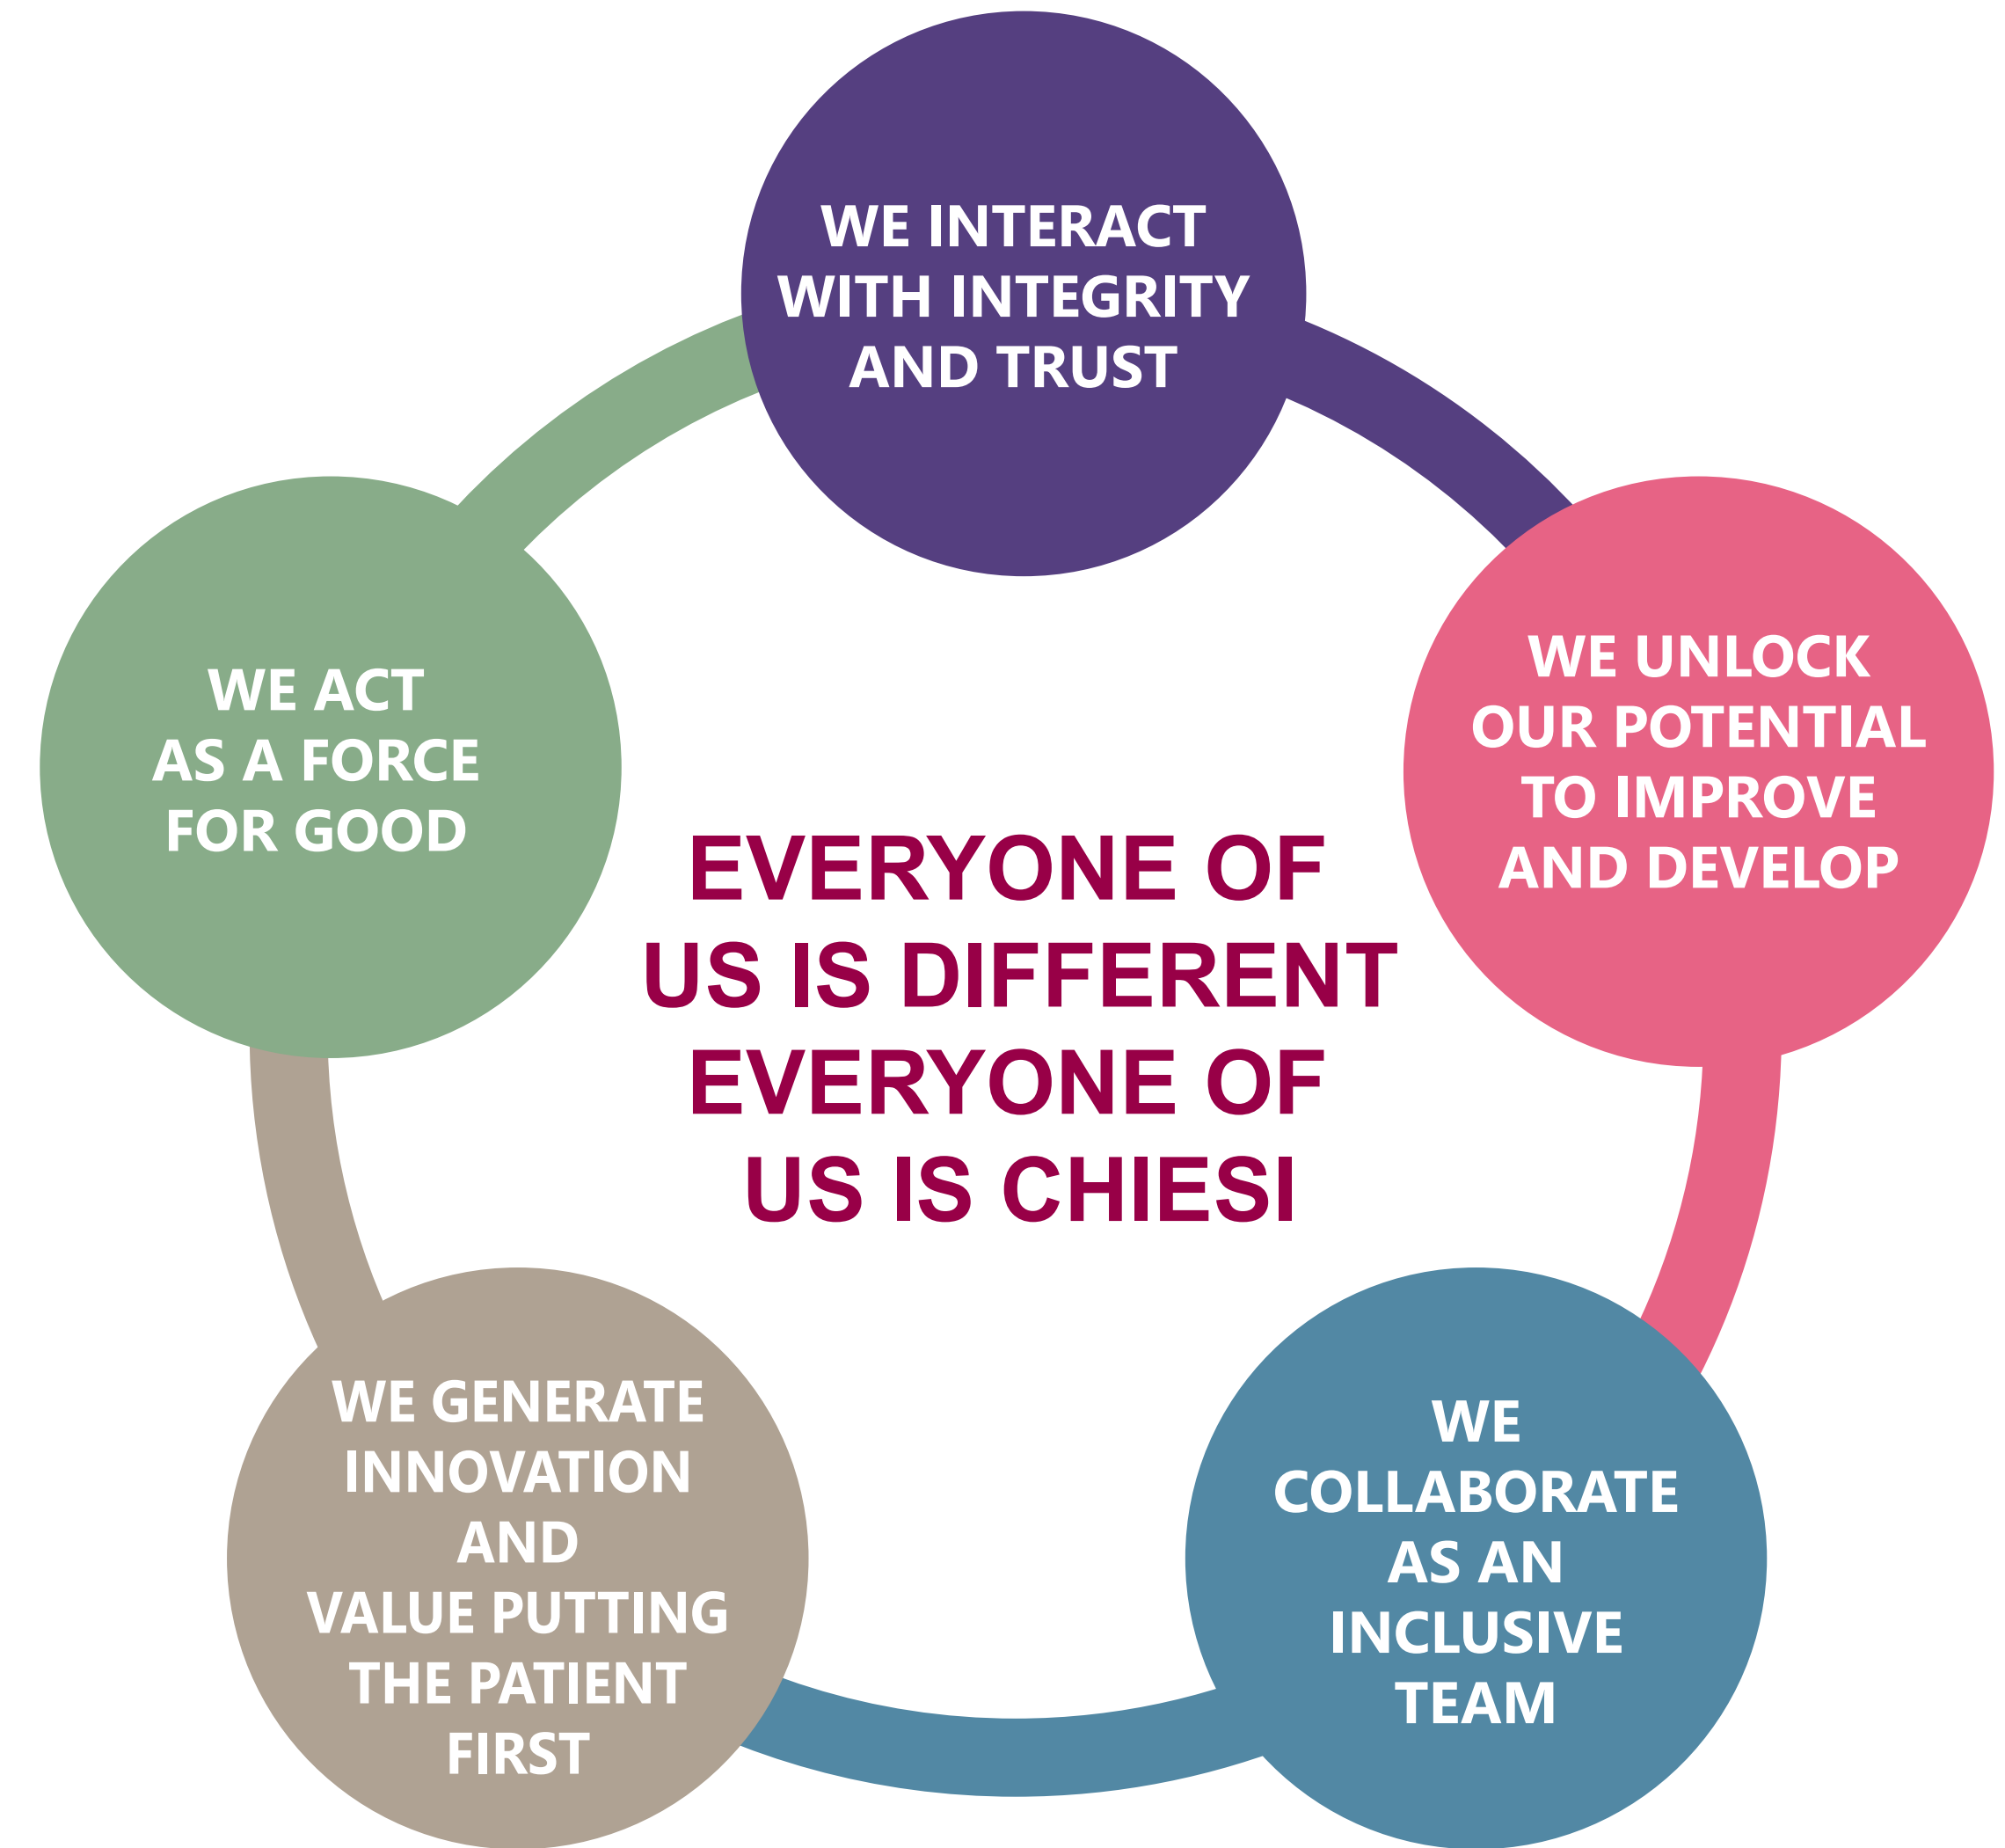 WE INTERACT
WITH INTEGRITY
AND TRUST
WE ACT
AS A FORCE
FOR GOOD
WE UNLOCK
OUR POTENTIAL
TO IMPROVE
AND DEVELOP
EVERYONE OF
US IS DIFFERENT
EVERYONE OF
US IS CHIESI
WE GENERATE
INNOVATION
AND
VALUE PUTTING
THE PATIENT
FIRST
WE
COLLABORATE
AS AN
INCLUSIVE
TEAM